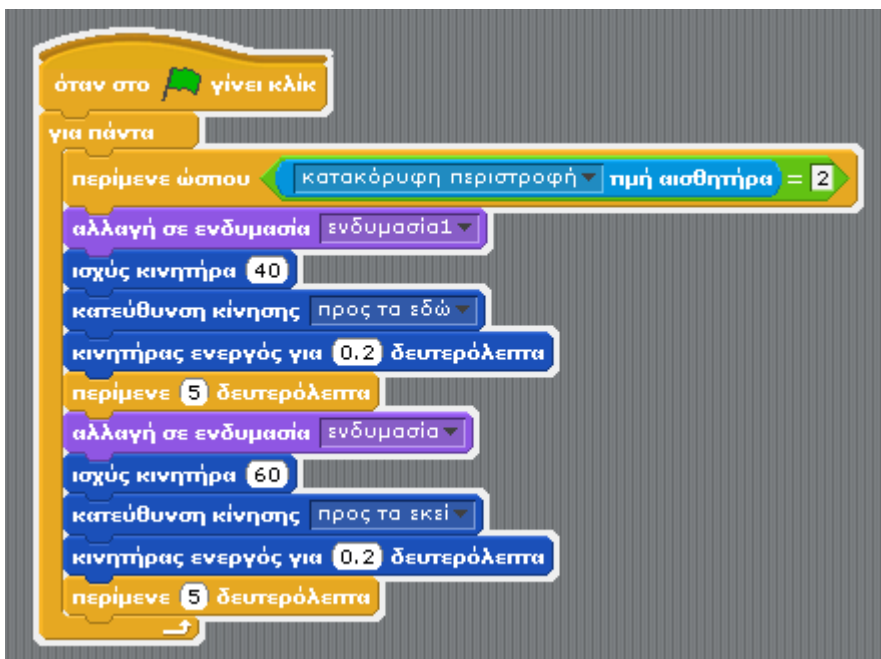 όταν στο γίνει κλίκ
για πάντα
περίμενε ώσπου κατακόρυφη περιστροφή τιμή αισθητήρα = 2
αλλαγή σε ενδυμασία ενδυμασία1
ισχύς κινητήρα 40
κατεύθυνση κίνησης προς τα εδώ
κινητήρας ενεργός για 0.2 δευτερόλεπτα
περίμενε 5 δευτερόλεπτα
αλλαγή σε ενδυμασία ενδυμασία
ισχύς κινητήρα 60
κατεύθυνση κίνησης προς τα εκεί
κινητήρας ενεργός για 0.2 δευτερόλεπτα
περίμενε 5 δευτερόλεπτα